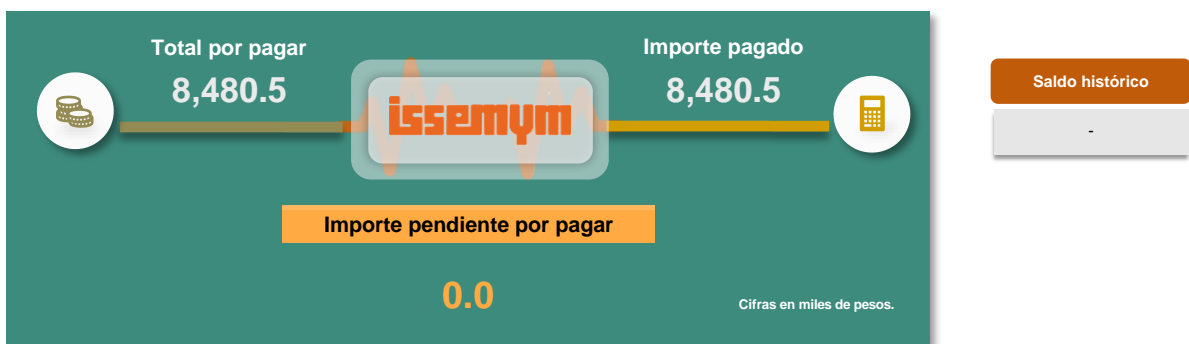 Total por pagar
8,480.5
issemym
Importe pagado
8,480.5
Importe pendiente por pagar
0.0
Cifras en miles de pesos.
Saldo histórico
-